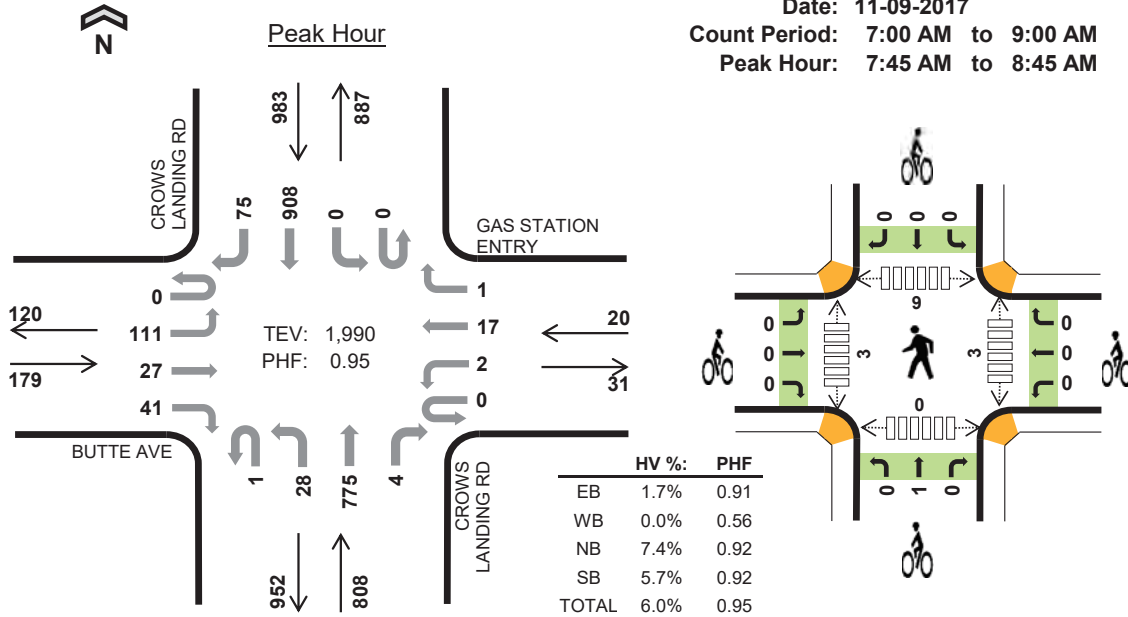 N
Peak Hour
Date: 11-09-2017
Count Period: 7:00 AM to 9:00 AM
Peak Hour: 7:45 AM to 8:45 AM
983
887
CROWS
LANDING RD
75
908
0
0
GAS STATION
ENTRY
0
111
27
41
120
179
TEV: 1,990
PHF: 0.95
1
17
2
0
20
31
BUTTE AVE
1
28
775
4
CROWS
LANDING RD
952
808
HV %: PHF
EB 1.7% 0.91
WB 0.0% 0.56
NB 7.4% 0.92
SB 5.7% 0.92
TOTAL 6.0% 0.95
0 0 0
9
0
0
0
3
3
0
0
0
0
0 1 0